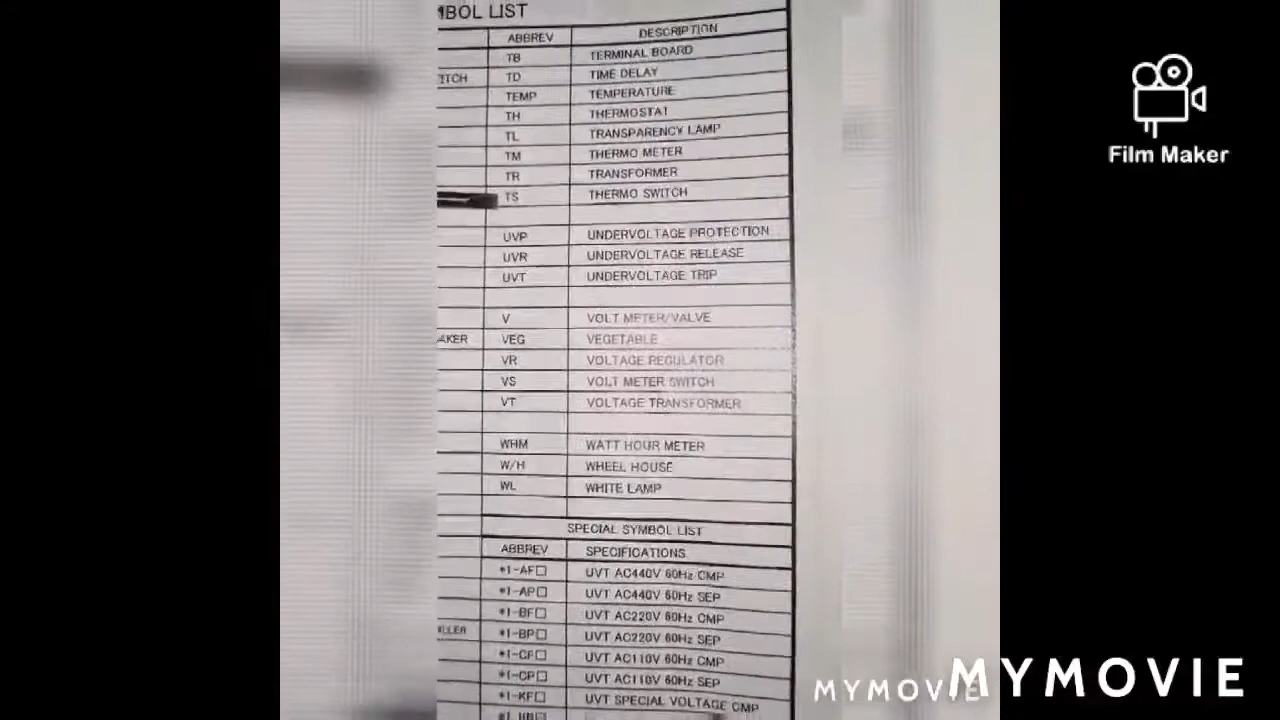 MBOL LIST
ABBREV DESCRIPTION
TB TERMINAL BOARD
ITCH TD TIME DELAY
TEMP TEMPERATURE
TH THERMOSTAT
TL TRANSPARENCY LAMP
TM THERMO METER
TR TRANSFORMER
TS THERMO SWITCH
UVP UNDERVOLTAGE PROTECTION
UVR UNDERVOLTAGE RELEASE
UVT UNDERVOLTAGE TRIP
V VOLT METER/VALVE
AKER VEG VEGETABLE
VR VOLTAGE REGULATOR
VS VOLT METER SWITCH
VT VOLTAGE TRANSFORMER
WHM WATT HOUR METER
W/H WHEEL HOUSE
WL WHITE LAMP
SPECIAL SYMBOL LIST
ABBREV SPECIFICATIONS
*1-AF□ UVT AC440V 60Hz CMP
*1-AP□ UVT AC440V 60Hz SEP
*1-BF□ UVT AC220V 60Hz CMP
LLER *1-BP□ UVT AC220V 60Hz SEP
*1-CF□ UVT AC110V 60Hz CMP
*1-CP□ UVT AC110V 60Hz SEP
*1-KF□ UVT SPECIAL VOLTAGE CMP
Film Maker
MYMOVIE
MYMOVIE